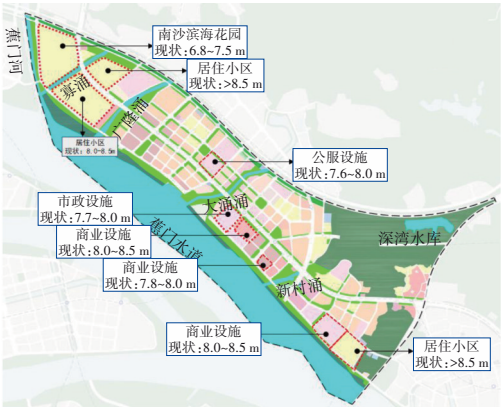 南沙滨海花园
现状:6.8~7.5 m
蕉门河
居住小区
现状:>8.5 m
寡涌
广隆涌
居住小区
现状:8.0-8.5m
公服设施
现状:7.6~8.0 m
市政设施
现状:7.7~8.0 m
大涌涌
蕉门水道
商业设施
现状:8.0~8.5 m
深湾水库
商业设施
现状:7.8~8.0 m
新村涌
商业设施
现状:8.0~8.5 m
居住小区
现状:>8.5 m